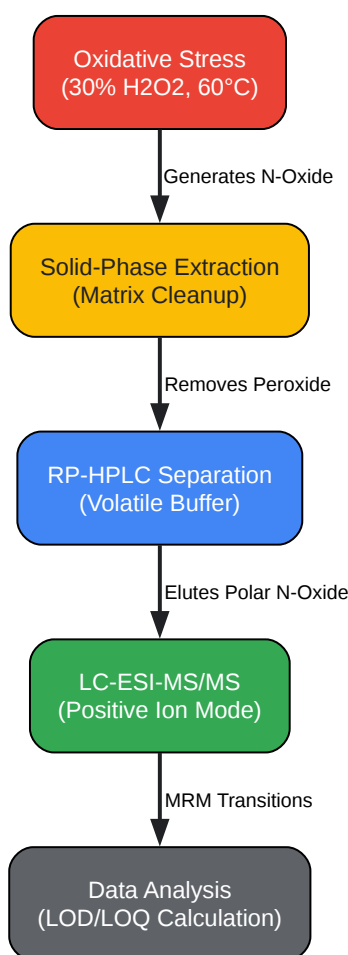 Oxidative Stress
(30% H2O2, 60°C)
Generates N-Oxide
Solid-Phase Extraction
(Matrix Cleanup)
Removes Peroxide
RP-HPLC Separation
(Volatile Buffer)
Elutes Polar N-Oxide
LC-ESI-MS/MS
(Positive Ion Mode)
MRM Transitions
Data Analysis
(LOD/LOQ Calculation)